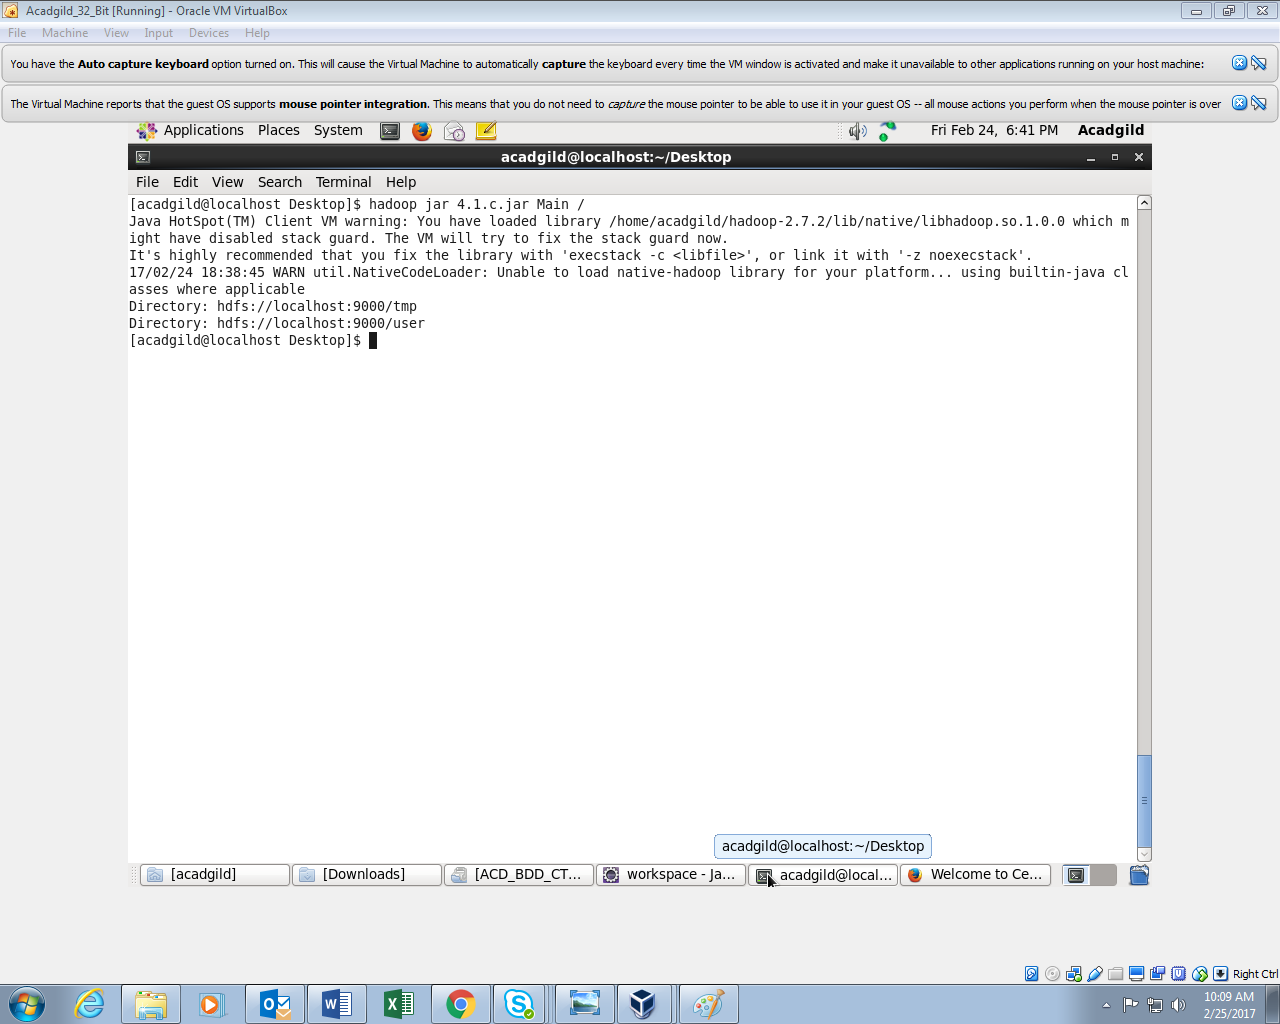 Acadgild_32_Bit [Running] - Oracle VM VirtualBox
File Machine View Input Devices Help
You have the Auto capture keyboard option turned on. This will cause the Virtual Machine to automatically capture the keyboard every time the VM window is activated and make it unavailable to other applications running on your host machine:
The Virtual Machine reports that the guest OS supports mouse pointer integration. This means that you do not need to capture the mouse pointer to be able to use it in your guest OS -- all mouse actions you perform when the mouse pointer is over
Applications Places System Fri Feb 24, 6:41 PM Acadgild
acadgild@localhost:~/Desktop
File Edit View Search Terminal Help
[acadgild@localhost Desktop]$ hadoop jar 4.1.c.jar Main /
Java HotSpot(TM) Client VM warning: You have loaded library /home/acadgild/hadoop-2.7.2/lib/native/libhadoop.so.1.0.0 which m
ight have disabled stack guard. The VM will try to fix the stack guard now.
It's highly recommended that you fix the library with 'execstack -c <libfile>', or link it with '-z noexecstack'.
17/02/24 18:38:45 WARN util.NativeCodeLoader: Unable to load native-hadoop library for your platform... using builtin-java cl
asses where applicable
Directory: hdfs://localhost:9000/tmp
Directory: hdfs://localhost:9000/user
[acadgild@localhost Desktop]$
acadgild@localhost:~/Desktop
[acadgild] [Downloads] [ACD_BDD_CT... workspace - Ja... acadgild@local... Welcome to Ce...
Right Ctrl
10:09 AM
2/25/2017